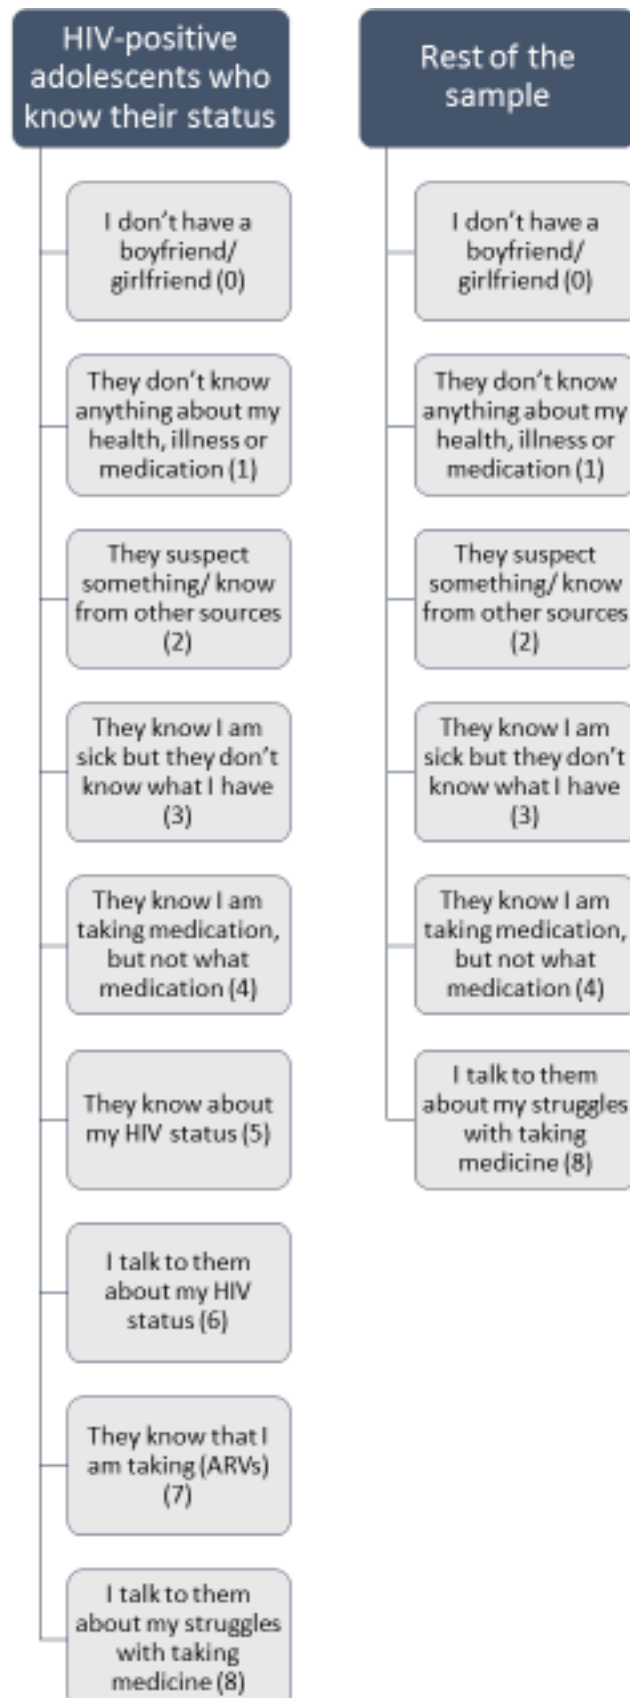 HIV-positive
adolescents who
know their status
I don't have a
boyfriend/
girlfriend (0)
They don't know
anything about my
health, illness or
medication (1)
They suspect
something/ know
from other sources
(2)
They know I am
sick but they don't
know what I have
(3)
They know I am
taking medication,
but not what
medication (4)
They know about
my HIV status (5)
I talk to them
about my HIV
status (6)
They know that I
am taking (ARVs)
(7)
I talk to them
about my struggles
with taking
medicine (8)
Rest of the
sample
I don't have a
boyfriend/
girlfriend (0)
They don't know
anything about my
health, illness or
medication (1)
They suspect
something/ know
from other sources
(2)
They know I am
sick but they don't
know what I have
(3)
They know I am
taking medication,
but not what
medication (4)
I talk to them
about my struggles
with taking
medicine (8)